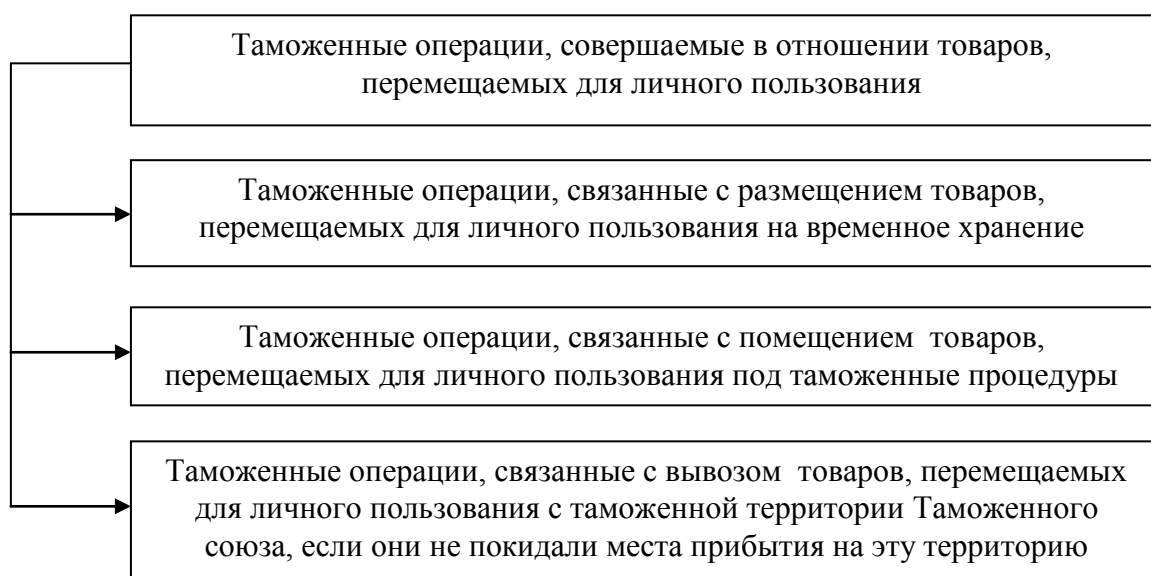 Таможенные операции, совершаемые в отношении товаров,
перемещаемых для личного пользования
Таможенные операции, связанные с размещением товаров,
перемещаемых для личного пользования на временное хранение
Таможенные операции, связанные с помещением товаров,
перемещаемых для личного пользования под таможенные процедуры
Таможенные операции, связанные с вывозом товаров, перемещаемых
для личного пользования с таможенной территории Таможенного
союза, если они не покидали места прибытия на эту территорию